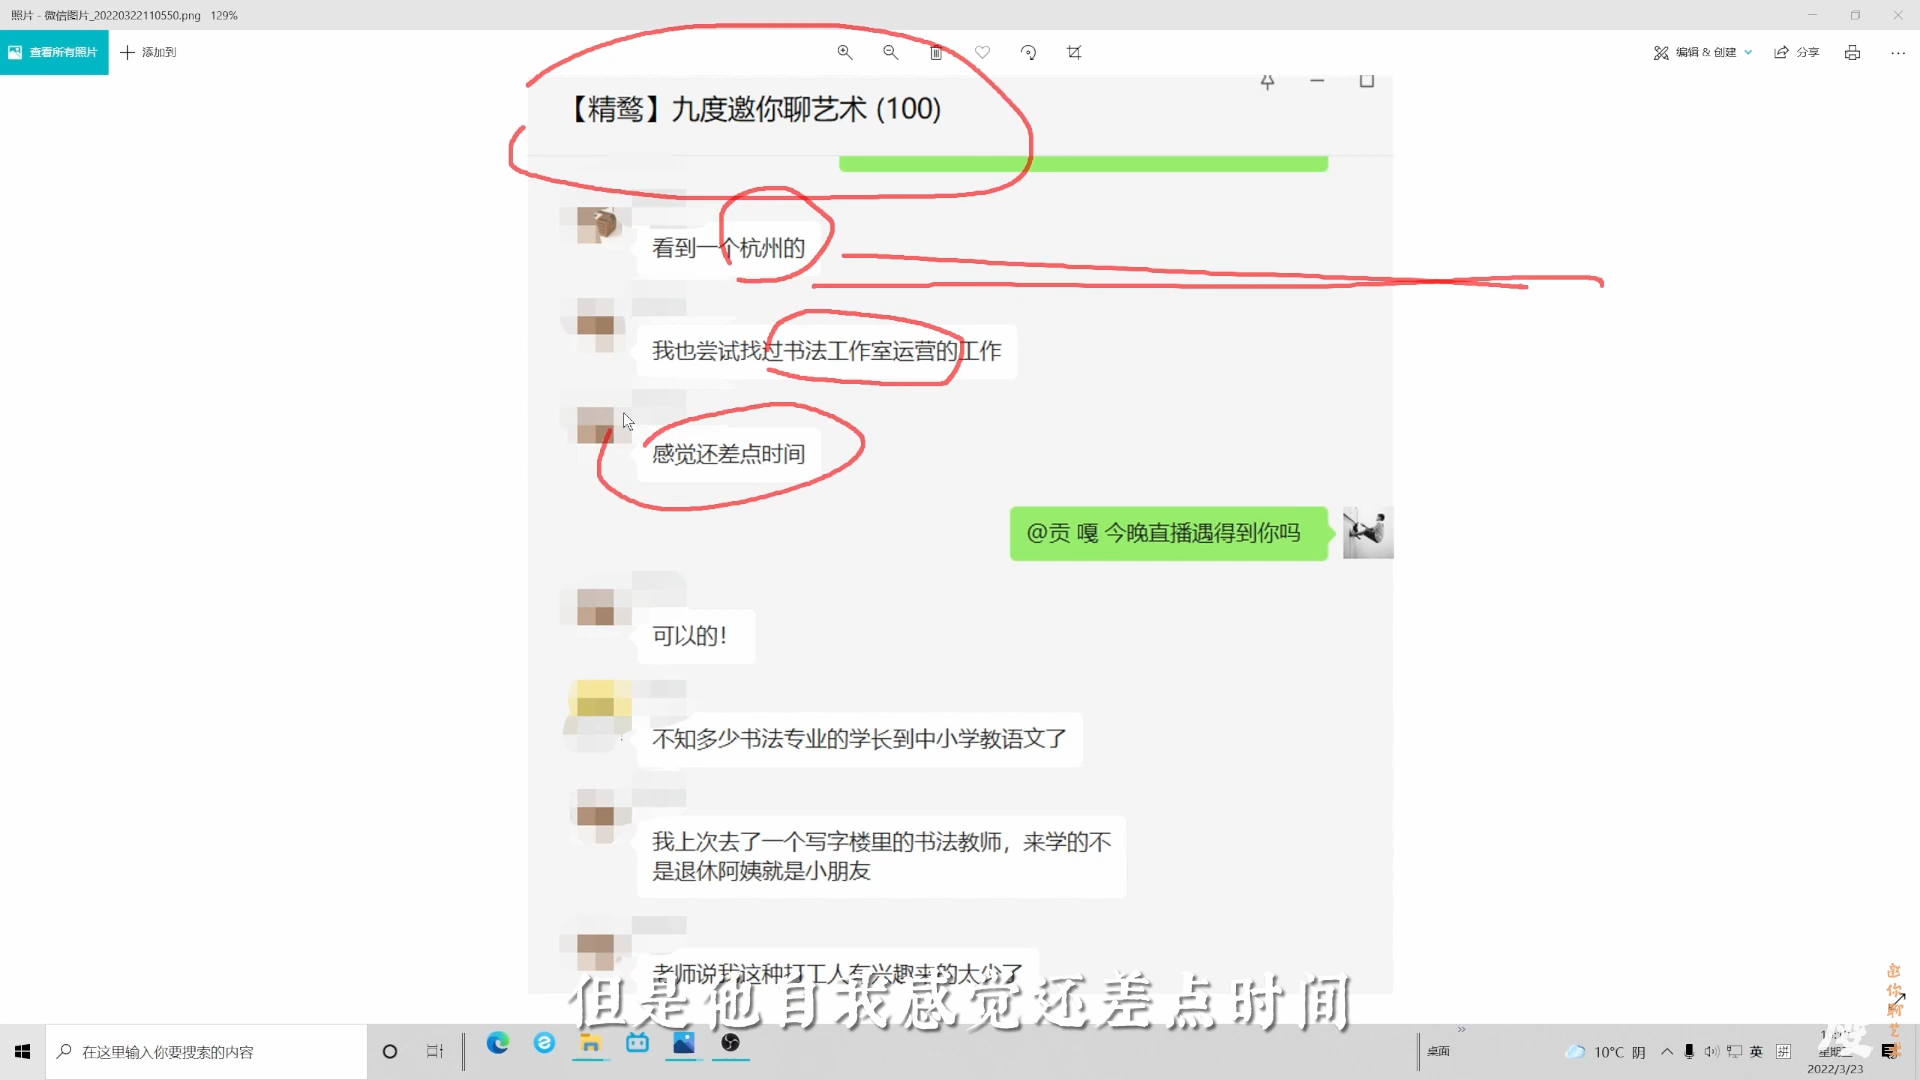 照片 - 微信图片_20220322110550.png 129%
查看所有照片
添加到
编辑 & 创建
分享
【精鹜】九度邀你聊艺术 (100)
看到一个杭州的
我也尝试找过书法工作室运营的工作
感觉还差点时间
@贡 嘎 今晚直播遇得到你吗
可以的！
不知多少书法专业的学长到中小学教语文了
我上次去了一个写字楼里的书法教师，来学的不
是退休阿姨就是小朋友
老师说我这种打工人有兴趣来的太少了
但是他自我感觉还差点时间
在这里输入你要搜索的内容
桌面
10°C 阴
英
拼
2022/3/23